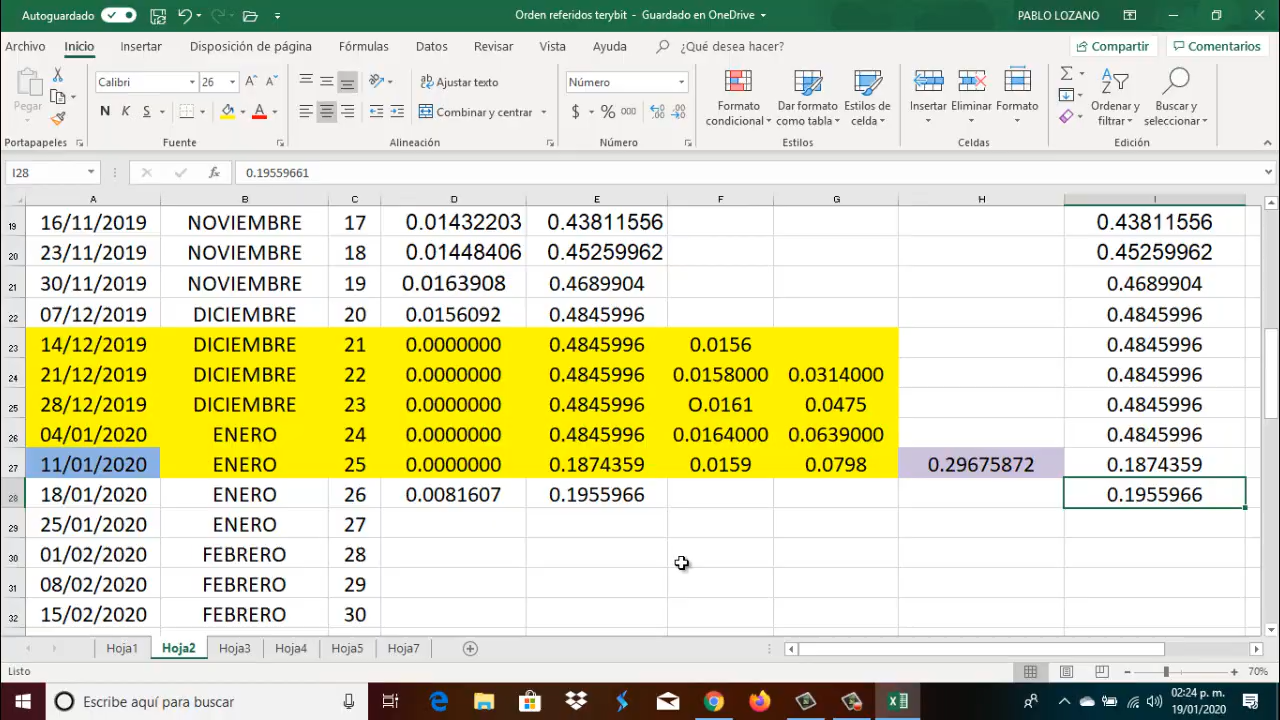 Autoguardado
Orden referidos terybit - Guardado en OneDrive
PABLO LOZANO
Archivo Inicio Insertar Disposición de página Fórmulas Datos Revisar Vista Ayuda ¿Qué desea hacer? Compartir Comentarios
Pegar
Calibri 26
N K S
Ajustar texto
Combinar y centrar
Número
$ % 000
Formato condicional
Dar formato como tabla
Estilos de celda
Insertar Eliminar Formato
Ordenar y filtrar
Buscar y seleccionar
Portapapeles Fuente Alineación Número Estilos Celdas Edición
I28 fx 0.19559661
A B C D E F G H I
19 16/11/2019 NOVIEMBRE 17 0.01432203 0.43811556 0.43811556
20 23/11/2019 NOVIEMBRE 18 0.01448406 0.45259962 0.45259962
21 30/11/2019 NOVIEMBRE 19 0.0163908 0.4689904 0.4689904
22 07/12/2019 DICIEMBRE 20 0.0156092 0.4845996 0.4845996
23 14/12/2019 DICIEMBRE 21 0.0000000 0.4845996 0.0156 0.4845996
24 21/12/2019 DICIEMBRE 22 0.0000000 0.4845996 0.0158000 0.0314000 0.4845996
25 28/12/2019 DICIEMBRE 23 0.0000000 0.4845996 O.0161 0.0475 0.4845996
26 04/01/2020 ENERO 24 0.0000000 0.4845996 0.0164000 0.0639000 0.4845996
27 11/01/2020 ENERO 25 0.0000000 0.1874359 0.0159 0.0798 0.29675872 0.1874359
28 18/01/2020 ENERO 26 0.0081607 0.1955966 0.1955966
29 25/01/2020 ENERO 27
30 01/02/2020 FEBRERO 28
31 08/02/2020 FEBRERO 29
32 15/02/2020 FEBRERO 30
Hoja1 Hoja2 Hoja3 Hoja4 Hoja5 Hoja7
Listo
70%
Escribe aquí para buscar
02:24 p. m.
19/01/2020